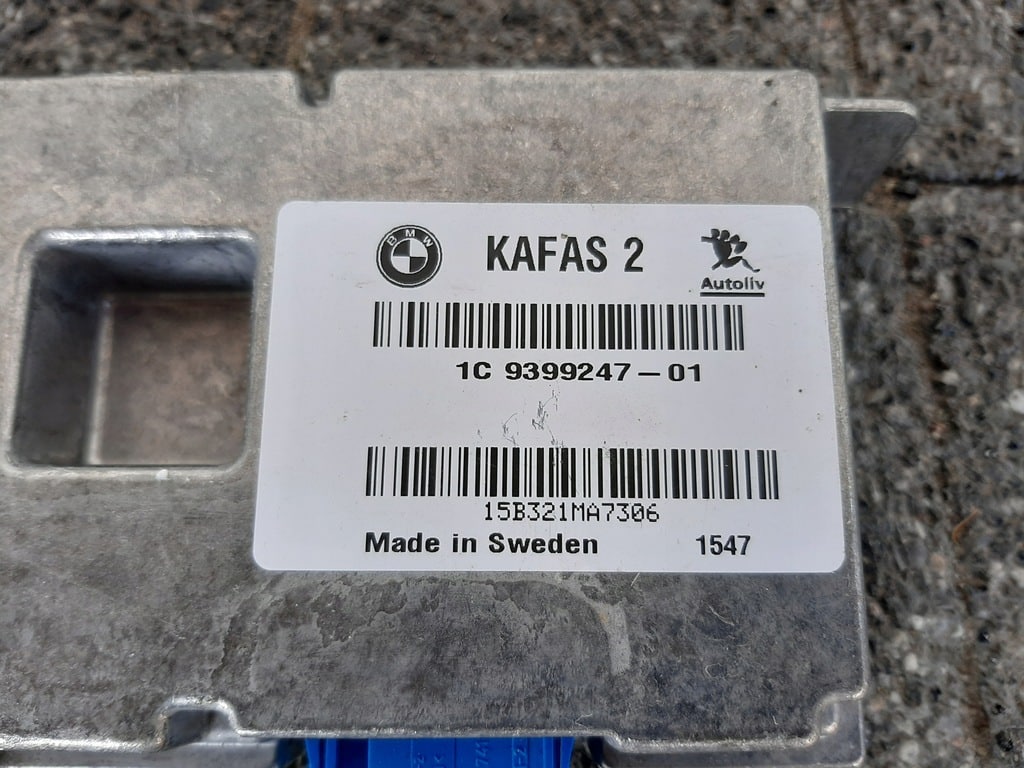 BMW
KAFAS 2
Autoliv
1C 9399247-01
15B321MA7306
Made in Sweden 1547